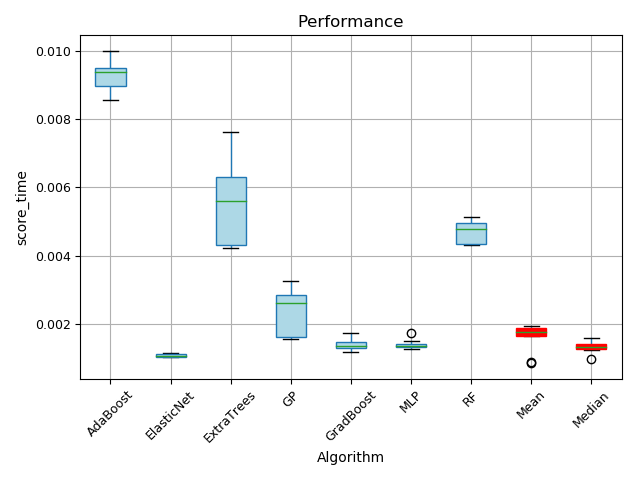 Performance
score_time
0.010
0.008
0.006
0.004
0.002
AdaBoost
ElasticNet
ExtraTrees
GP
GradBoost
MLP
RF
Mean
Median
Algorithm